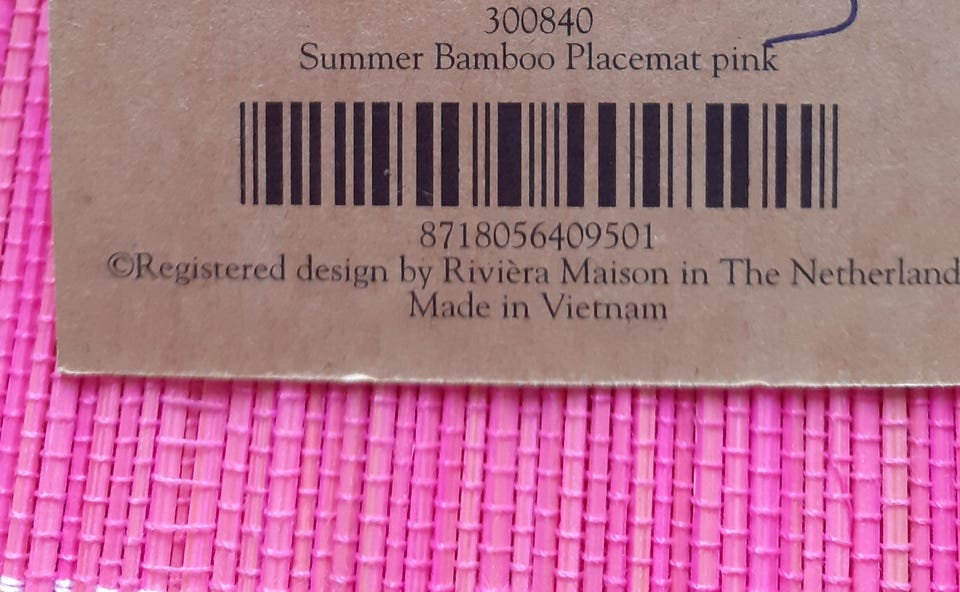 300840
Summer Bamboo Placemat pink
8718056409501
©Registered design by Rivièra Maison in The Netherland
Made in Vietnam